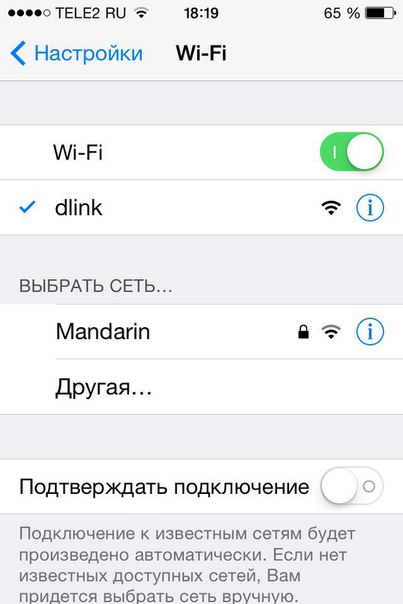 TELE2 RU 18:19 65 %
Настройки Wi-Fi
Wi-Fi
dlink
ВЫБРАТЬ СЕТЬ...
Mandarin
Другая...
Подтверждать подключение
Подключение к известным сетям будет
произведено автоматически. Если нет
известных доступных сетей, Вам
придется выбрать сеть вручную.